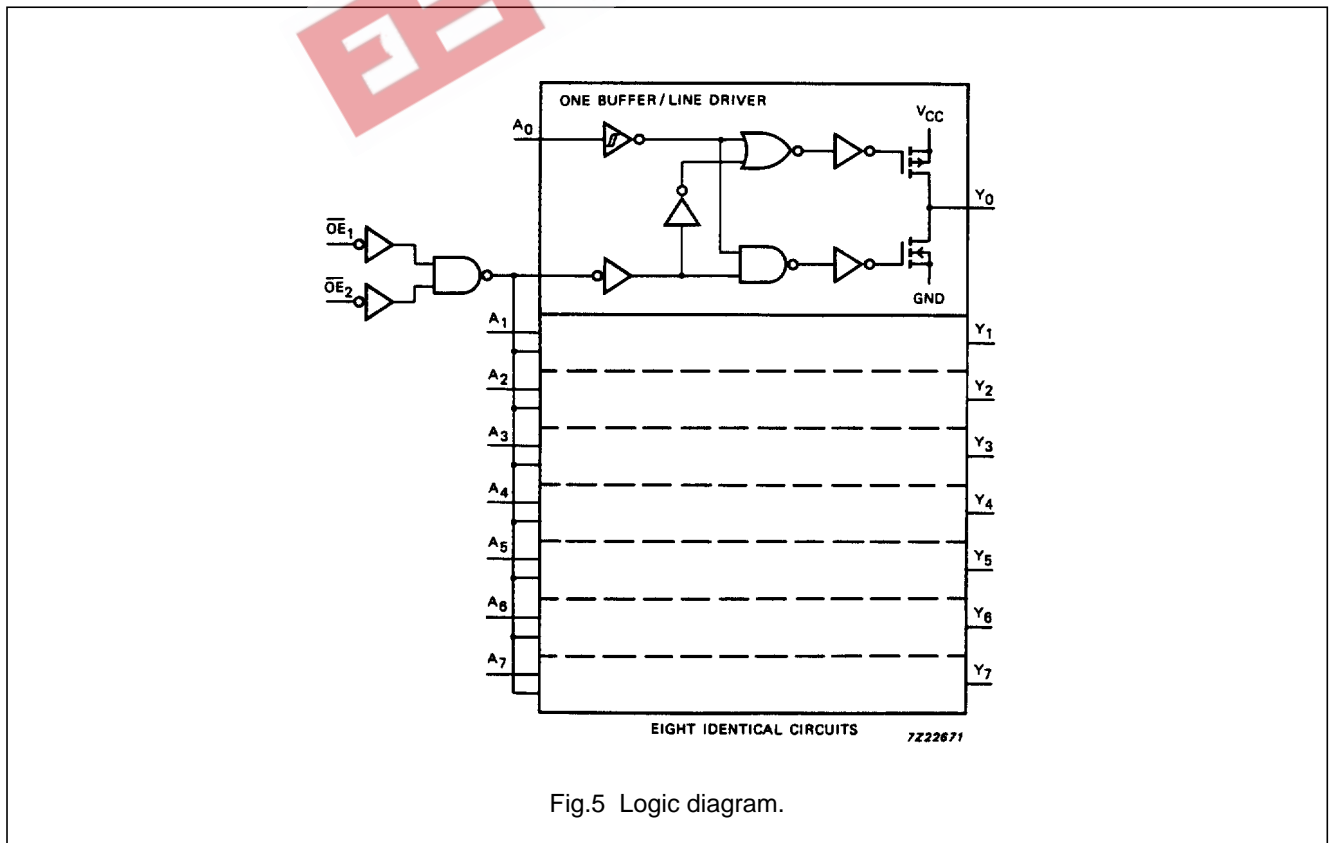 ONE BUFFER/LINE DRIVER
VCC
A0
Y0
OE1
OE2
GND
A1
Y1
A2
Y2
A3
Y3
A4
Y4
A5
Y5
A6
Y6
A7
Y7
EIGHT IDENTICAL CIRCUITS
7Z22671
Fig.5 Logic diagram.